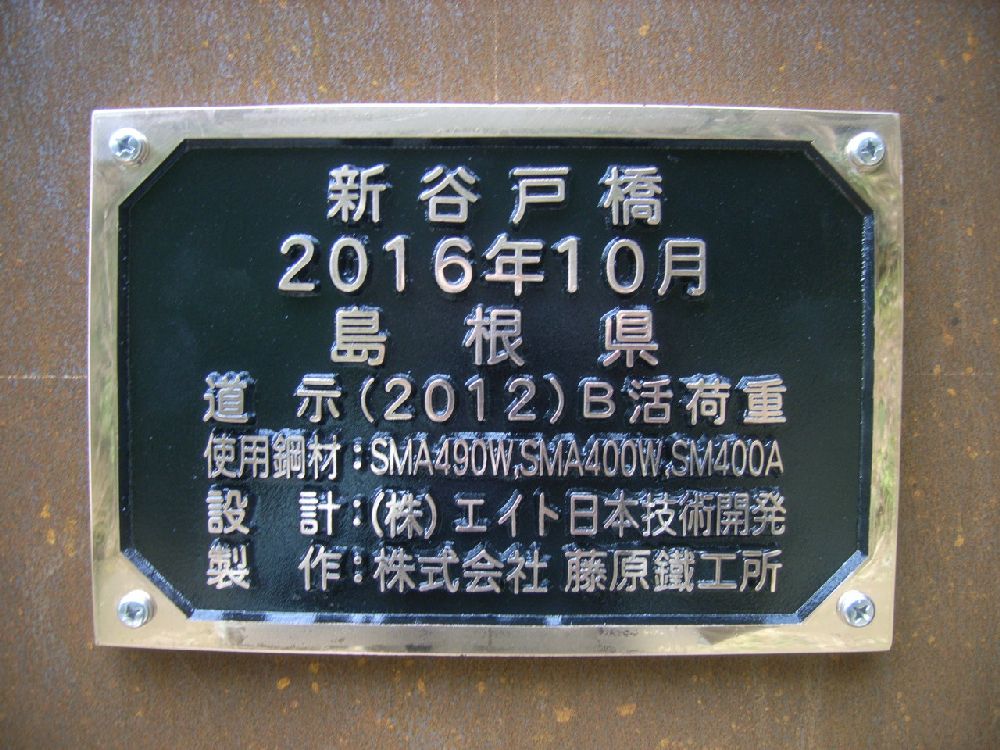 新谷戸橋
2016年10月
島根県
道示(2012)B活荷重
使用鋼材:SMA490W,SMA400W,SM400A
設計:(株)エイト日本技術開発
製作:株式会社 藤原鐵工所